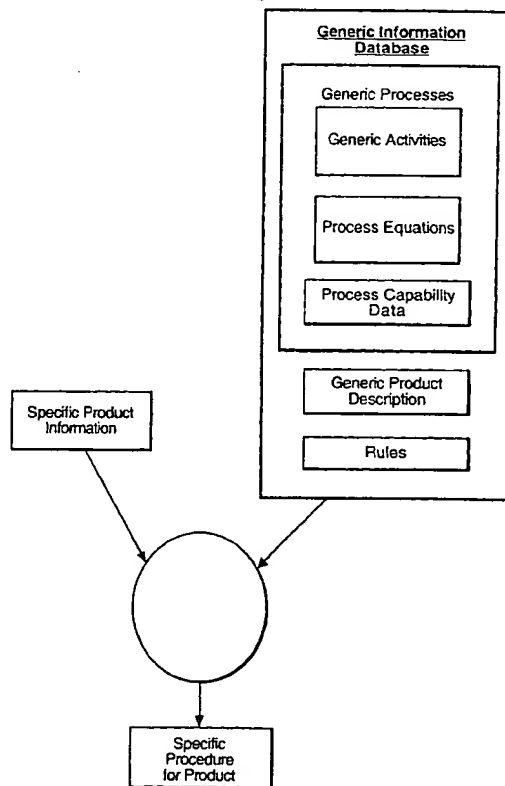 Generic Information
Database
Generic Processes
Generic Activities
Process Equations
Process Capability
Data
Generic Product
Description
Rules
Specific Product
Information
Specific
Procedure
for Product